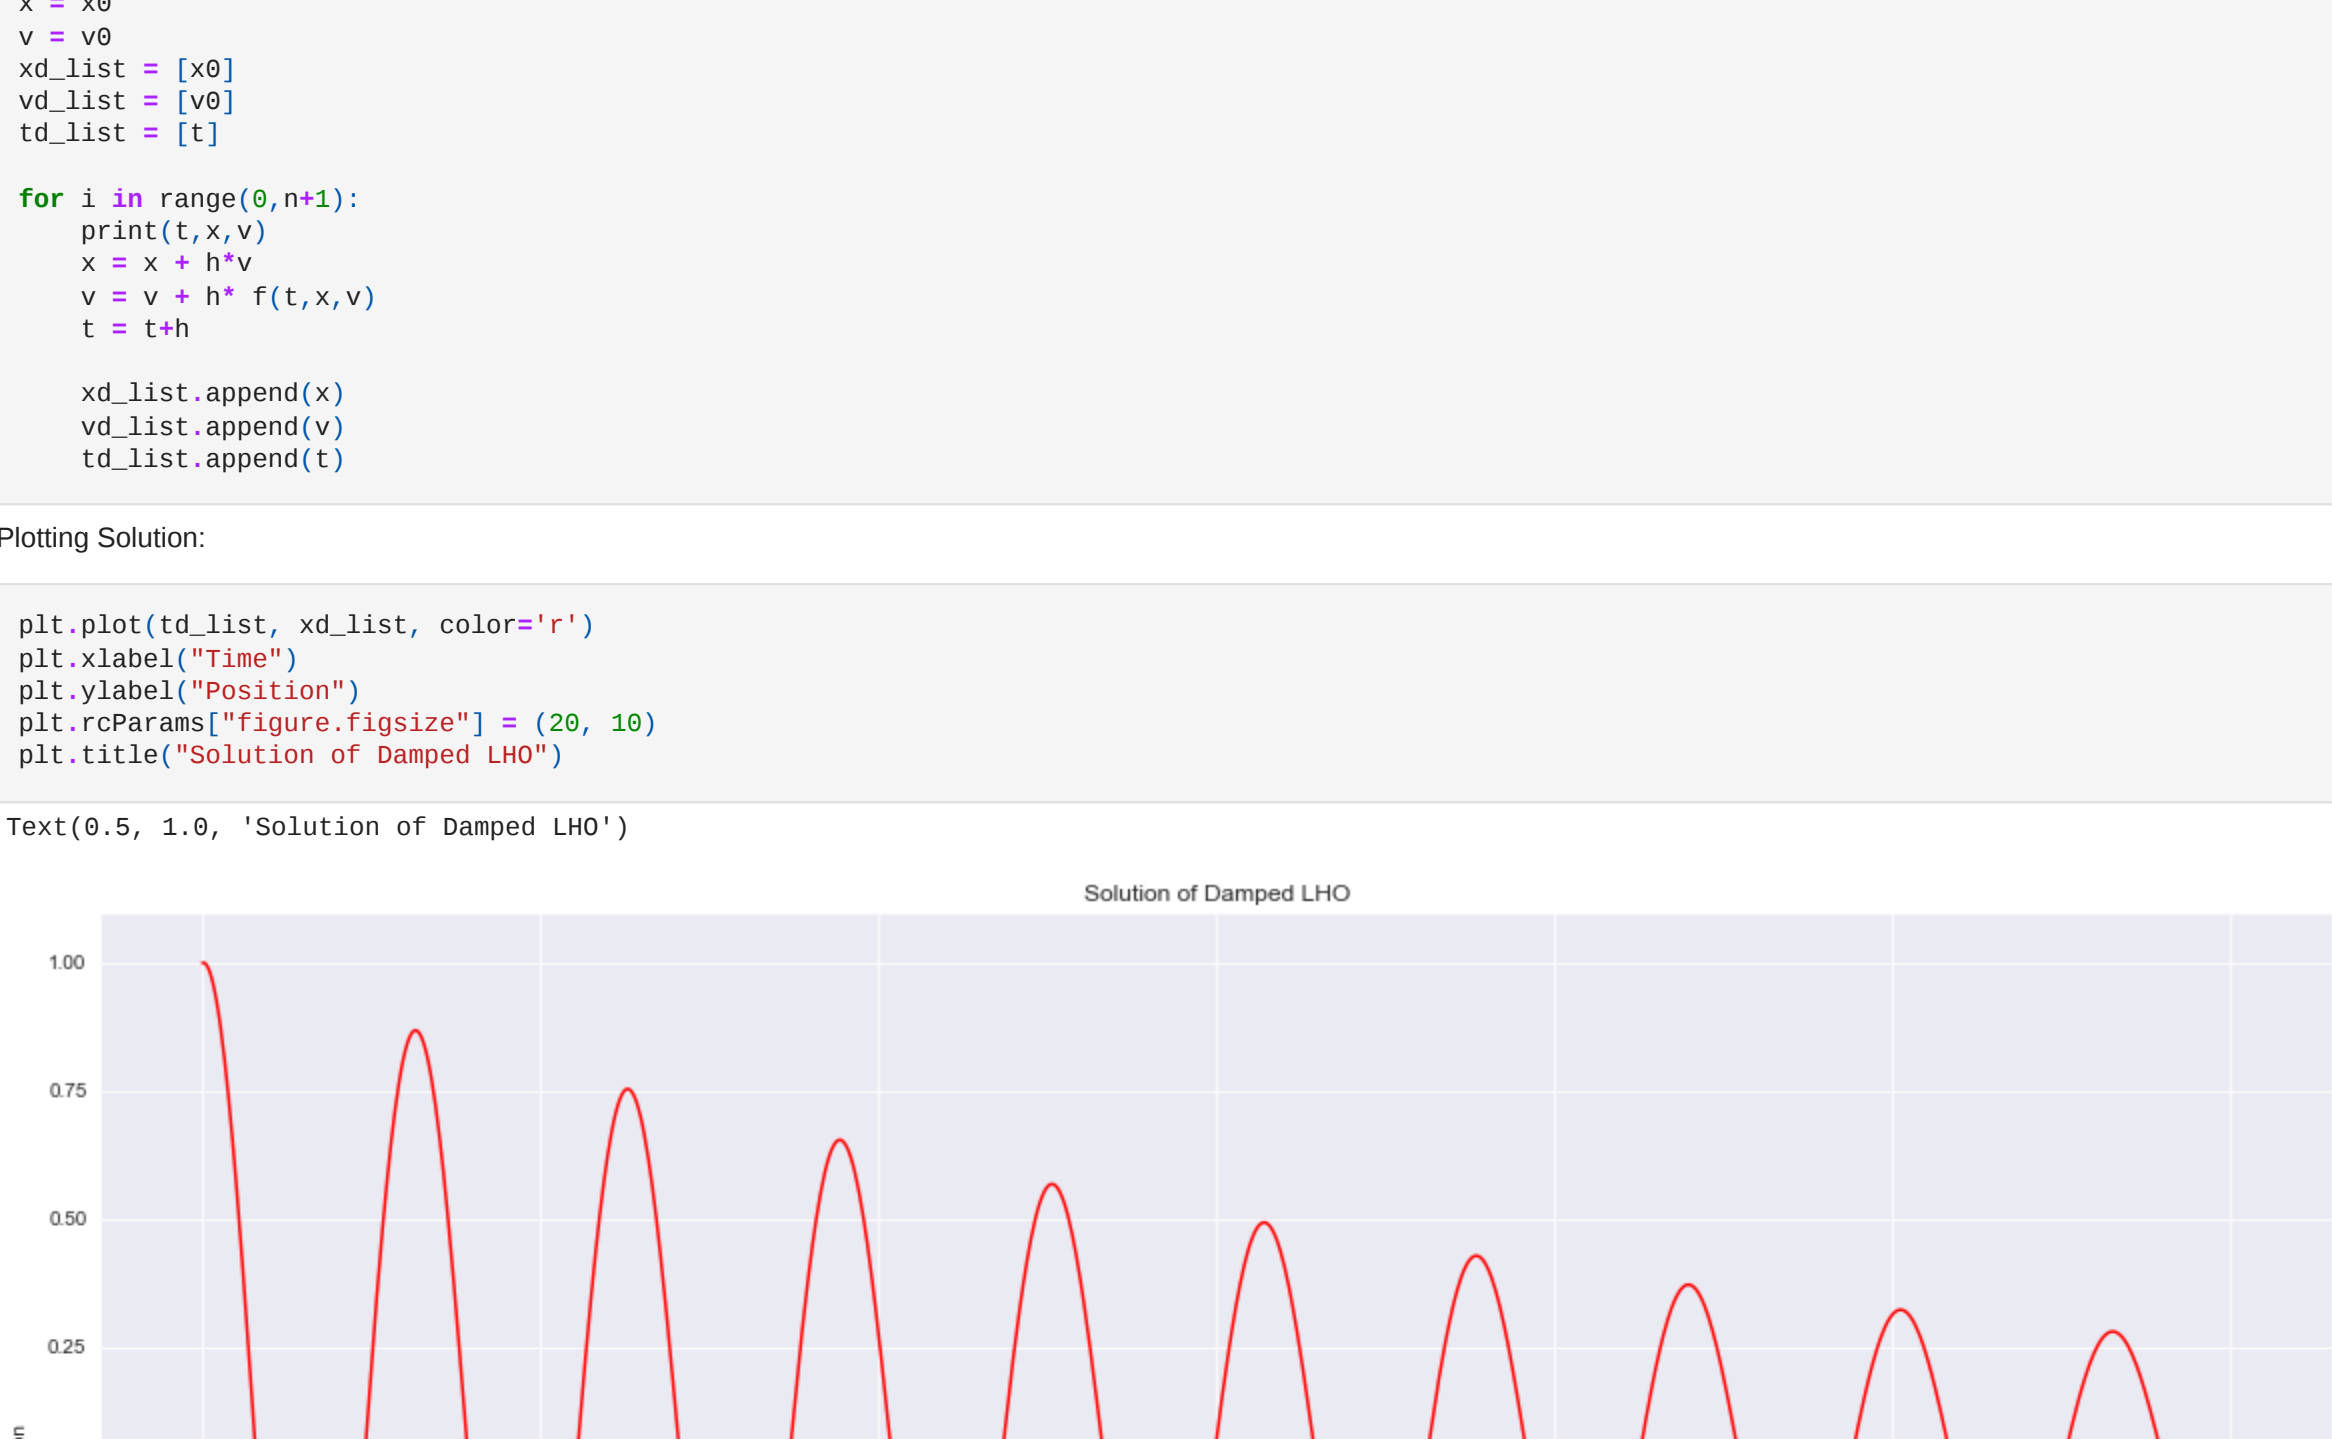 x = x0
v = v0
xd_list = [x0]
vd_list = [v0]
td_list = [t]
for i in range(0,n+1):
    print(t,x,v)
    x = x + h*v
    v = v + h* f(t,x,v)
    t = t+h
    xd_list.append(x)
    vd_list.append(v)
    td_list.append(t)
Plotting Solution:
plt.plot(td_list, xd_list, color='r')
plt.xlabel("Time")
plt.ylabel("Position")
plt.rcParams["figure.figsize"] = (20, 10)
plt.title("Solution of Damped LHO")
Text(0.5, 1.0, 'Solution of Damped LHO')
Solution of Damped LHO
1.00
0.75
0.50
0.25